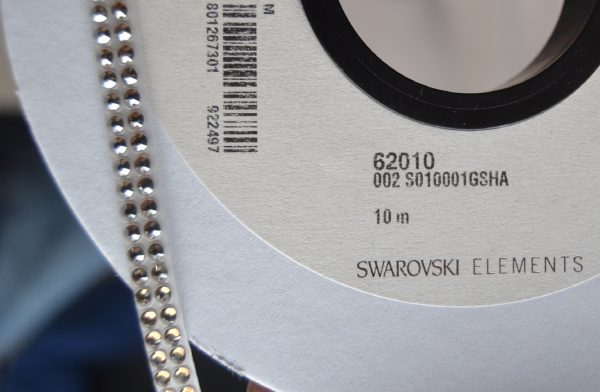 M
801267301
922497
62010
002 S010001GSHA
10 m
SWAROVSKI ELEMENTS